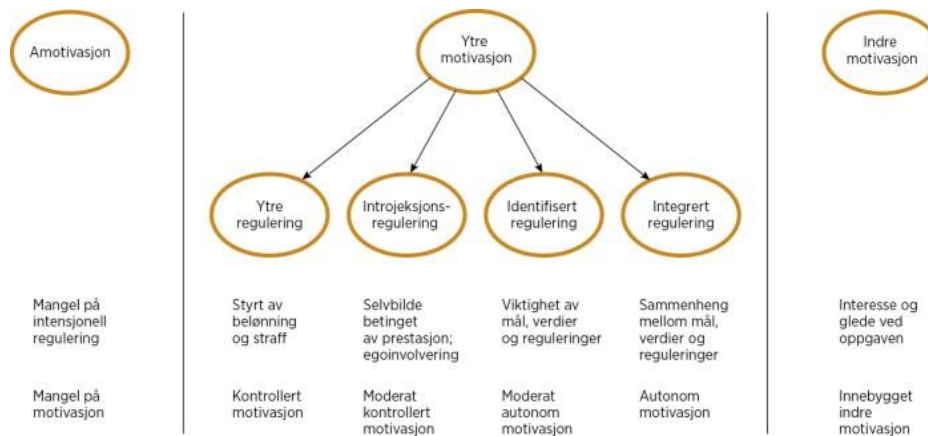 Amotivasjon
Ytre
motivasjon
Indre
motivasjon
Ytre
regulering
Introjeksjons-
regulering
Identifisert
regulering
Integrert
regulering
Mangel på
intensjonell
regulering
Styrt av
belønning
og straff
Selvbilde
betinget
av prestasjon;
egoinvolvering
Viktighet av
mål, verdier
og reguleringer
Sammenheng
mellom mål,
verdier og
reguleringer
Interesse og
glede ved
oppgaven
Mangel på
motivasjon
Kontrollert
motivasjon
Moderat
kontrollert
motivasjon
Moderat
autonom
motivasjon
Autonom
motivasjon
Innebygget
indre
motivasjon